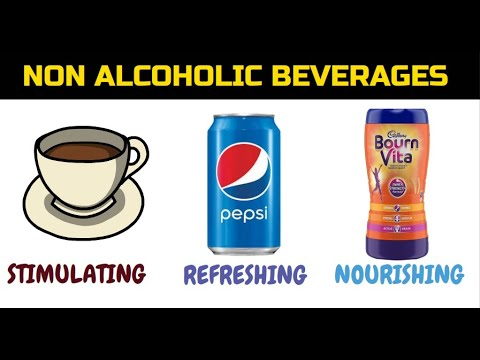 NON ALCOHOLIC BEVERAGES
pepsi
Cadbury
Bourn
Vita
STIMULATING
REFRESHING
NOURISHING